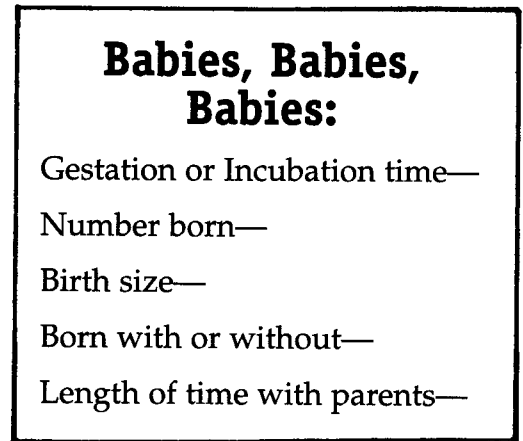 Babies, Babies,
Babies:
Gestation or Incubation time—
Number born—
Birth size—
Born with or without—
Length of time with parents—